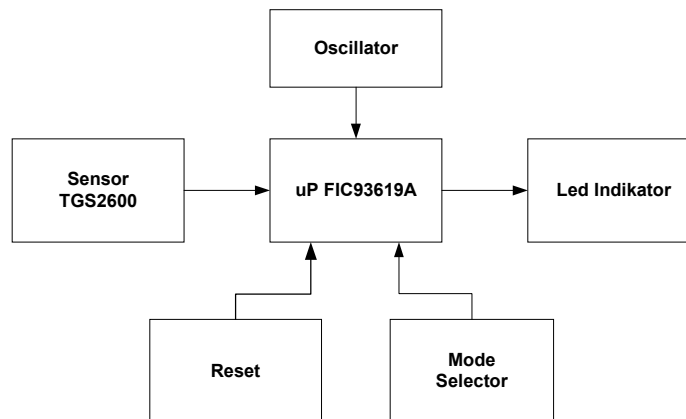 Oscillator
Sensor
TGS2600
uP FIC93619A
Led Indikator
Reset
Mode
Selector